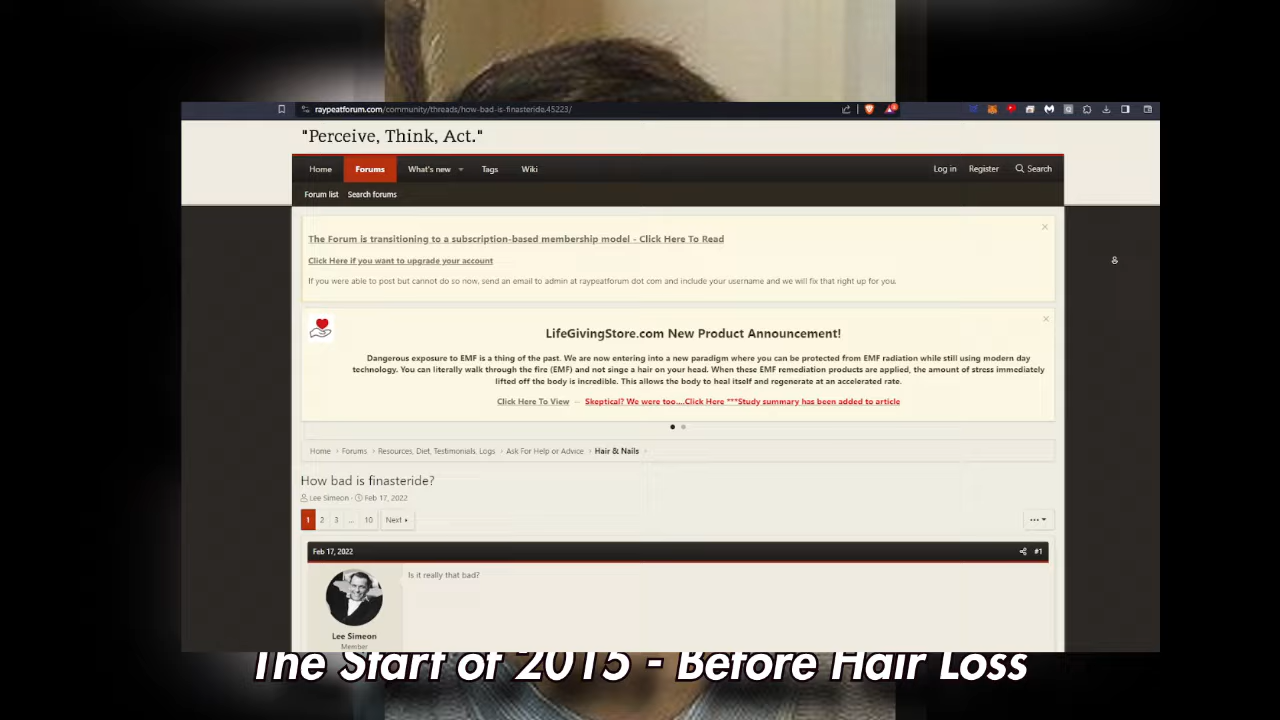 raypeatforum.com/community/threads/how-bad-is-finasteride.45223/
"Perceive, Think, Act."
Home Forums What's new Tags Wiki Log in Register Search
Forum list Search forums
The Forum is transitioning to a subscription-based membership model - Click Here To Read
Click Here if you want to upgrade your account
If you were able to post but cannot do so now, send an email to admin at raypeatforum dot com and include your username and we will fix that right up for you.
LifeGivingStore.com New Product Announcement!
Dangerous exposure to EMF is a thing of the past. We are now entering into a new paradigm where you can be protected from EMF radiation while still using modern day
technology. You can literally walk through the fire (EMF) and not singe a hair on your head. When these EMF remediation products are applied, the amount of stress immediately
lifted off the body is incredible. This allows the body to heal itself and regenerate at an accelerated rate.
Click Here To View -- Skeptical? We were too....Click Here ***Study summary has been added to article
Home › Forums › Resources, Diet, Testimonials, Logs › Ask For Help or Advice › Hair & Nails ›
How bad is finasteride?
Lee Simeon · Feb 17, 2022
1 2 3 ... 10 Next
Feb 17, 2022 #1
Is it really that bad?
Lee Simeon
Member
The Start of 2015 - Before Hair Loss